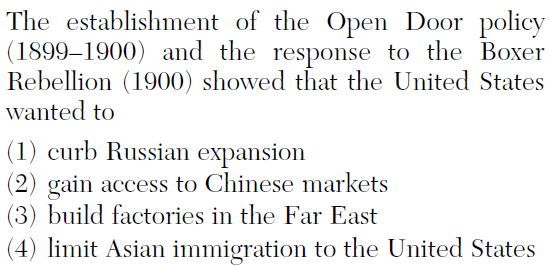 The establishment of the Open Door policy
(1899–1900) and the response to the Boxer
Rebellion (1900) showed that the United States
wanted to
(1) curb Russian expansion
(2) gain access to Chinese markets
(3) build factories in the Far East
(4) limit Asian immigration to the United States